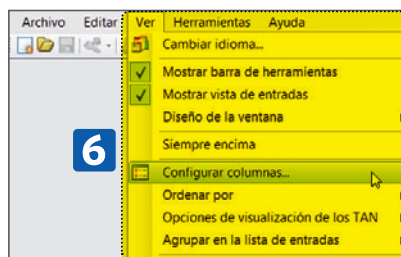 Archivo Editar Ver Herramientas Ayuda
Cambiar idioma...
Mostrar barra de herramientas
Mostrar vista de entradas
Diseño de la ventana
Siempre encima
6
Configurar columnas...
Ordenar por
Opciones de visualización de los TAN
Agrupar en la lista de entradas